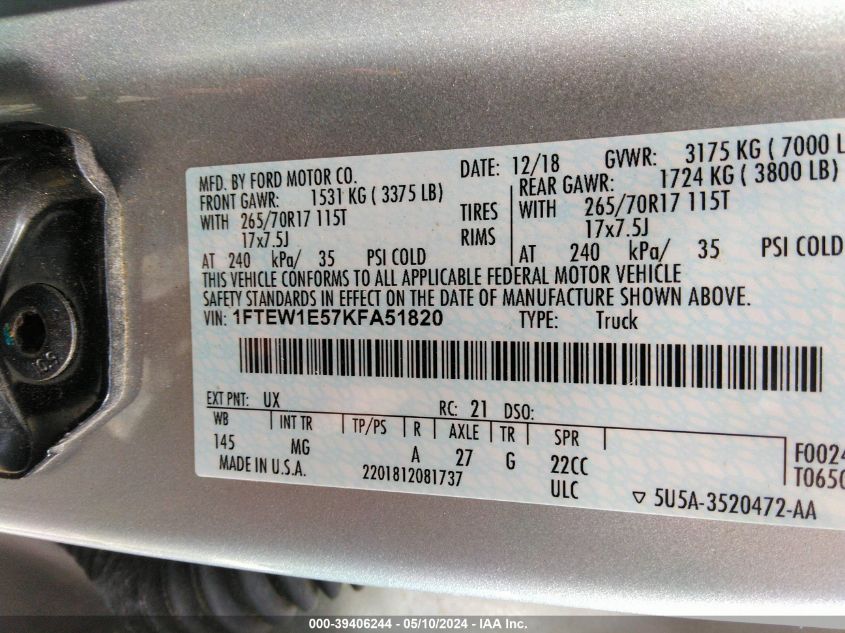 MFD. BY FORD MOTOR CO. DATE: 12/18 GVWR: 3175 KG ( 7000 L
FRONT GAWR: 1531 KG ( 3375 LB) REAR GAWR: 1724 KG ( 3800 LB)
WITH 265/70R17 115T TIRES WITH 265/70R17 115T
17x7.5J RIMS 17x7.5J
AT 240 kPa/ 35 PSI COLD AT 240 kPa/ 35 PSI COLD
THIS VEHICLE CONFORMS TO ALL APPLICABLE FEDERAL MOTOR VEHICLE
SAFETY STANDARDS IN EFFECT ON THE DATE OF MANUFACTURE SHOWN ABOVE.
VIN: 1FTEW1E57KFA51820 TYPE: Truck
EXT PNT: UX RC: 21 DSO:
WB INT TR TP/PS R AXLE TR SPR
145 MG A 27 G 22CC F0024
MADE IN U.S.A. 2201812081737 ULC T0650
▽ 5U5A-3520472-AA
10.9
000-39406244 - 05/10/2024 - IAA Inc.